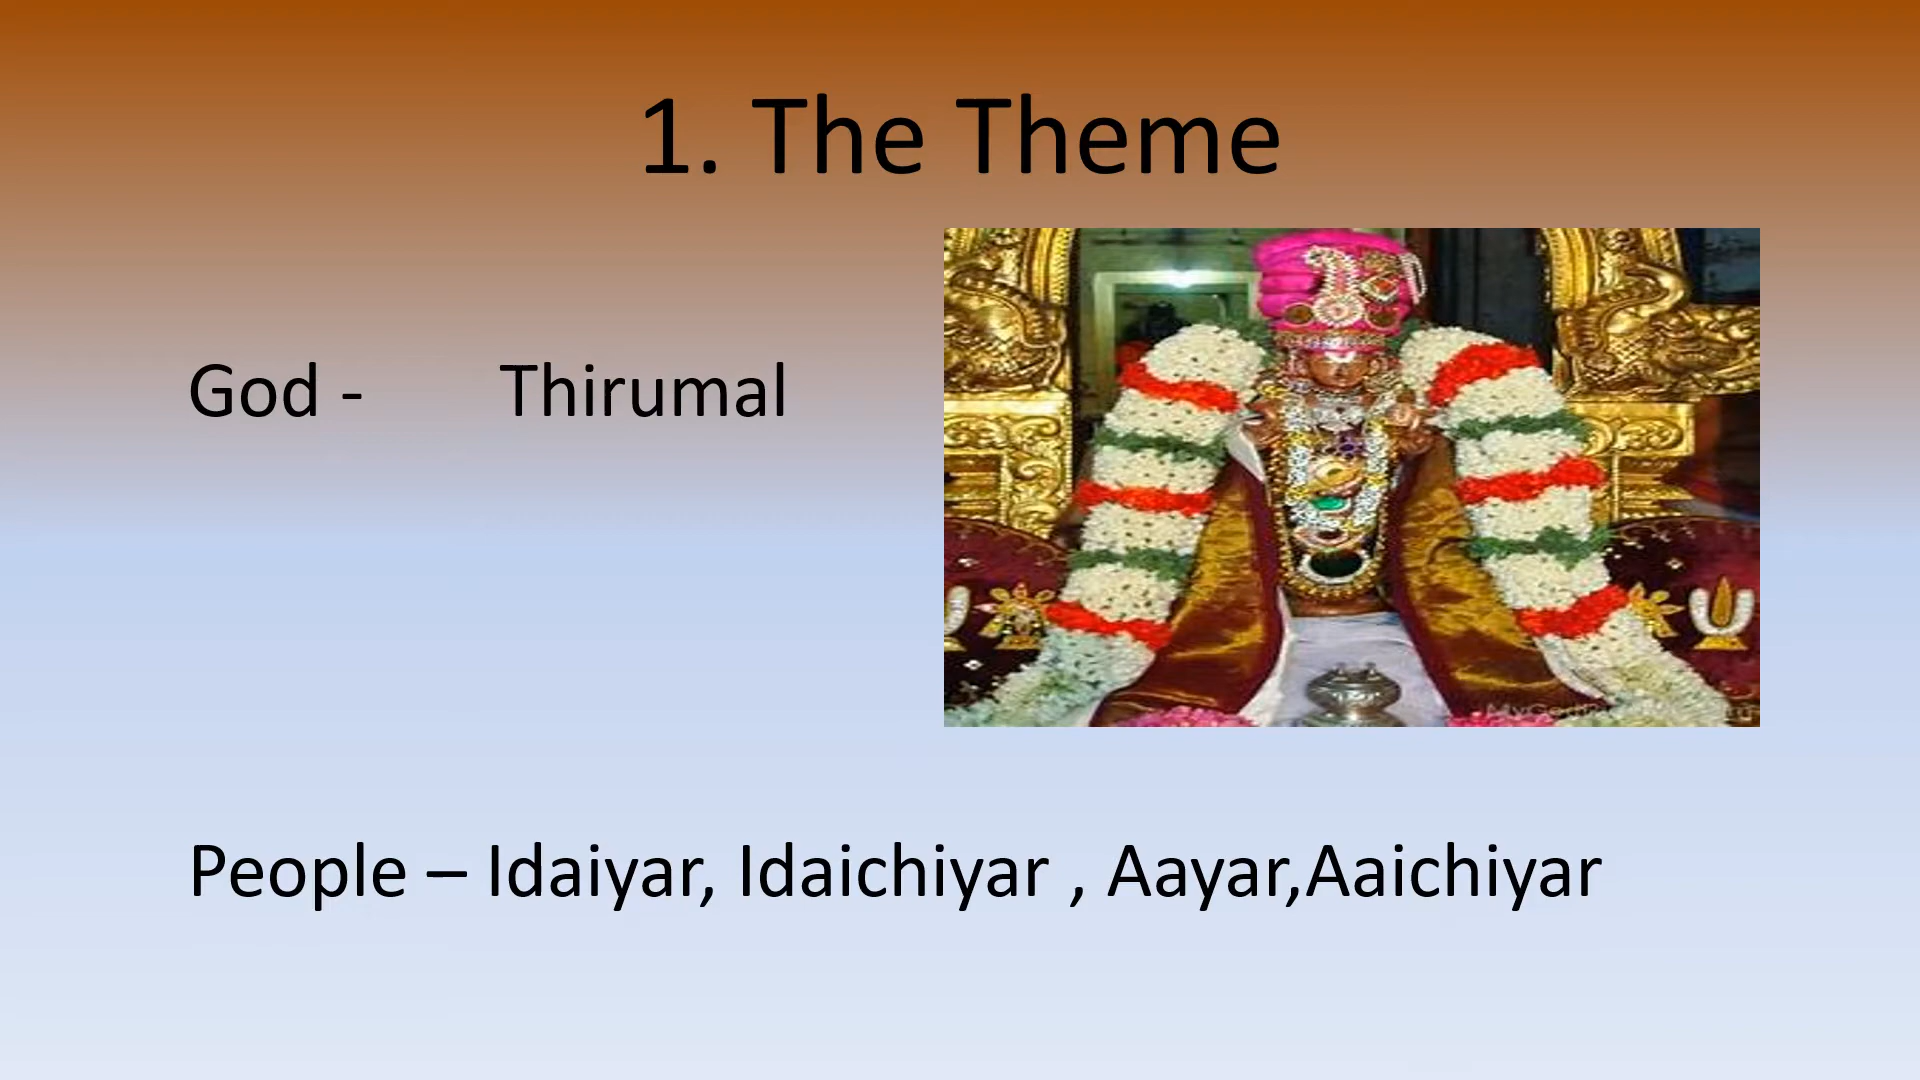 1. The Theme
God - Thirumal
People – Idaiyar, Idaichiyar , Aayar,Aaichiyar